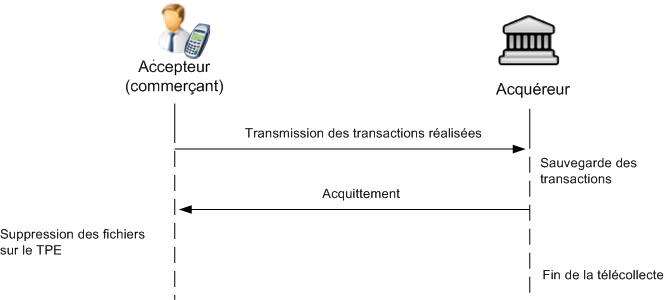 Accepteur
(commerçant)
Acquéreur
Transmission des transactions réalisées
Sauvegarde des
transactions
Acquittement
Suppression des fichiers
sur le TPE
Fin de la télécollecte